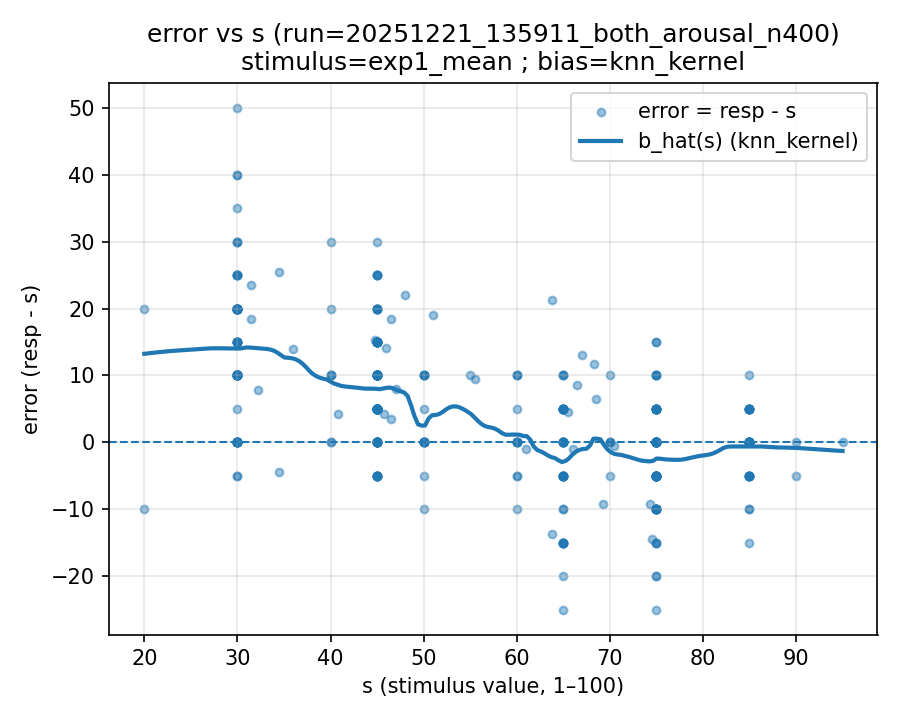 error vs s (run=20251221_135911_both_arousal_n400)
stimulus=exp1_mean ; bias=knn_kernel
error = resp - s
b_hat(s) (knn_kernel)
error (resp - s)
50
40
30
20
10
0
−10
−20
20 30 40 50 60 70 80 90
s (stimulus value, 1–100)